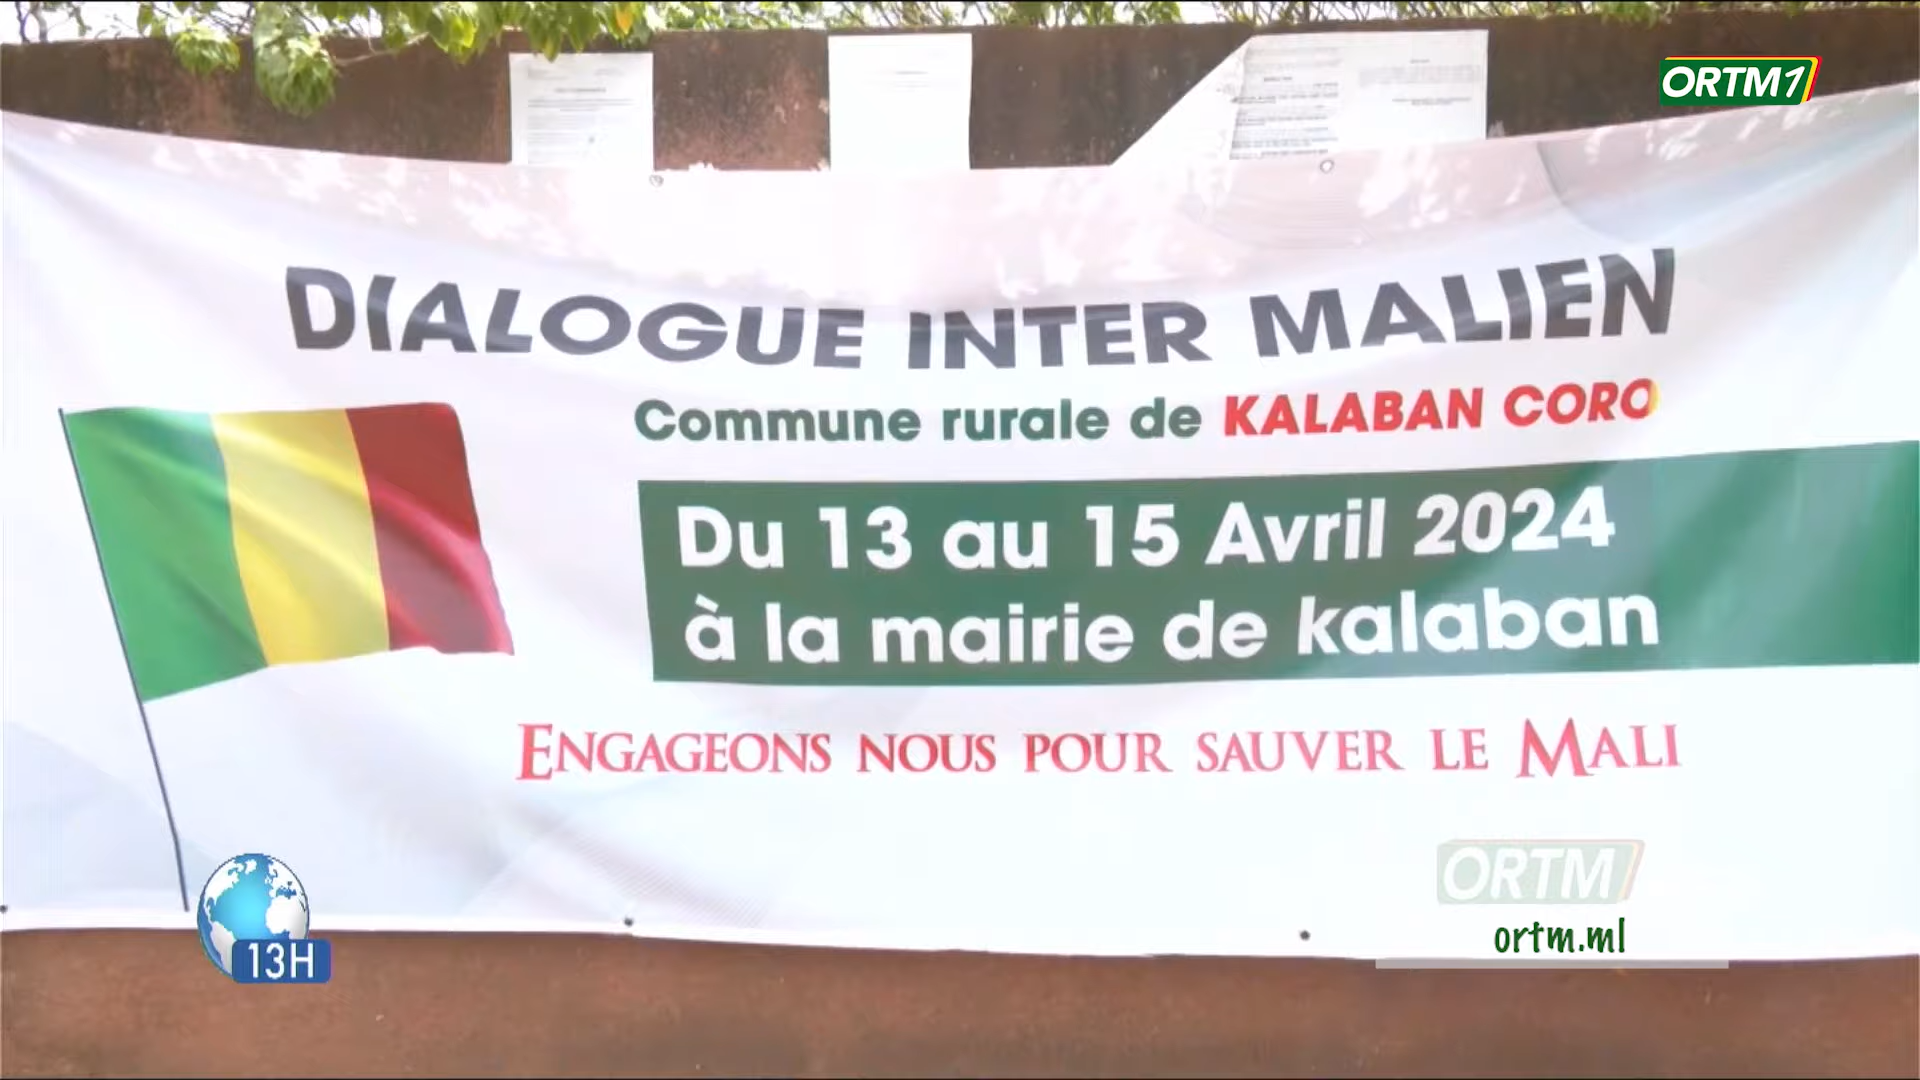 ORTM1
DIALOGUE INTER MALIEN
Commune rurale de KALABAN CORO
Du 13 au 15 Avril 2024
à la mairie de kalaban
ENGAGEONS NOUS POUR SAUVER LE MALI
ORTM
ortm.ml
13H